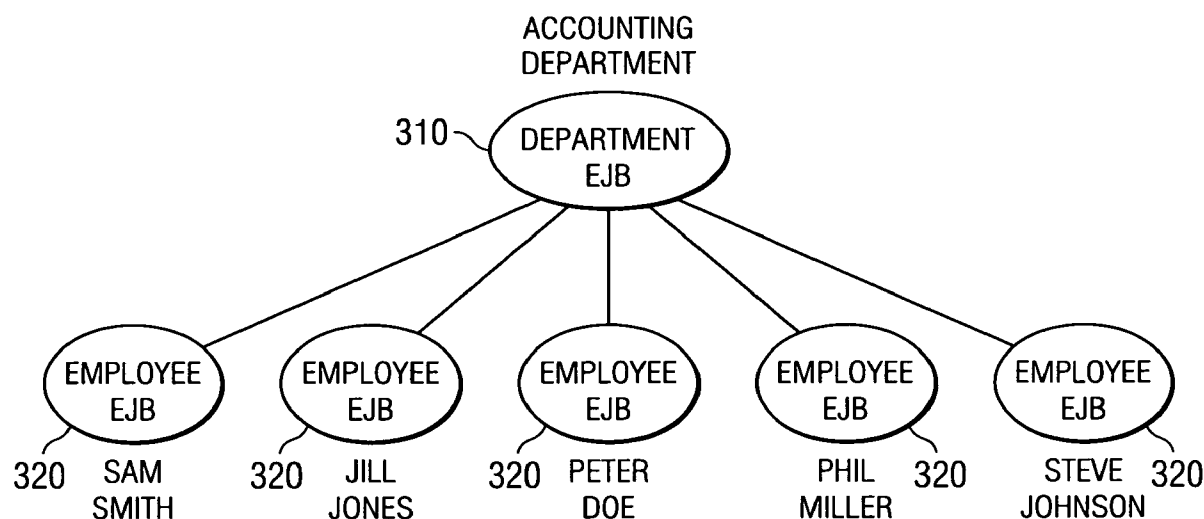 ACCOUNTING
DEPARTMENT
310
DEPARTMENT
EJB
EMPLOYEE
EJB
EMPLOYEE
EJB
EMPLOYEE
EJB
EMPLOYEE
EJB
EMPLOYEE
EJB
320
SAM
SMITH
320
JILL
JONES
320
PETER
DOE
PHIL
MILLER
320
STEVE
JOHNSON
320